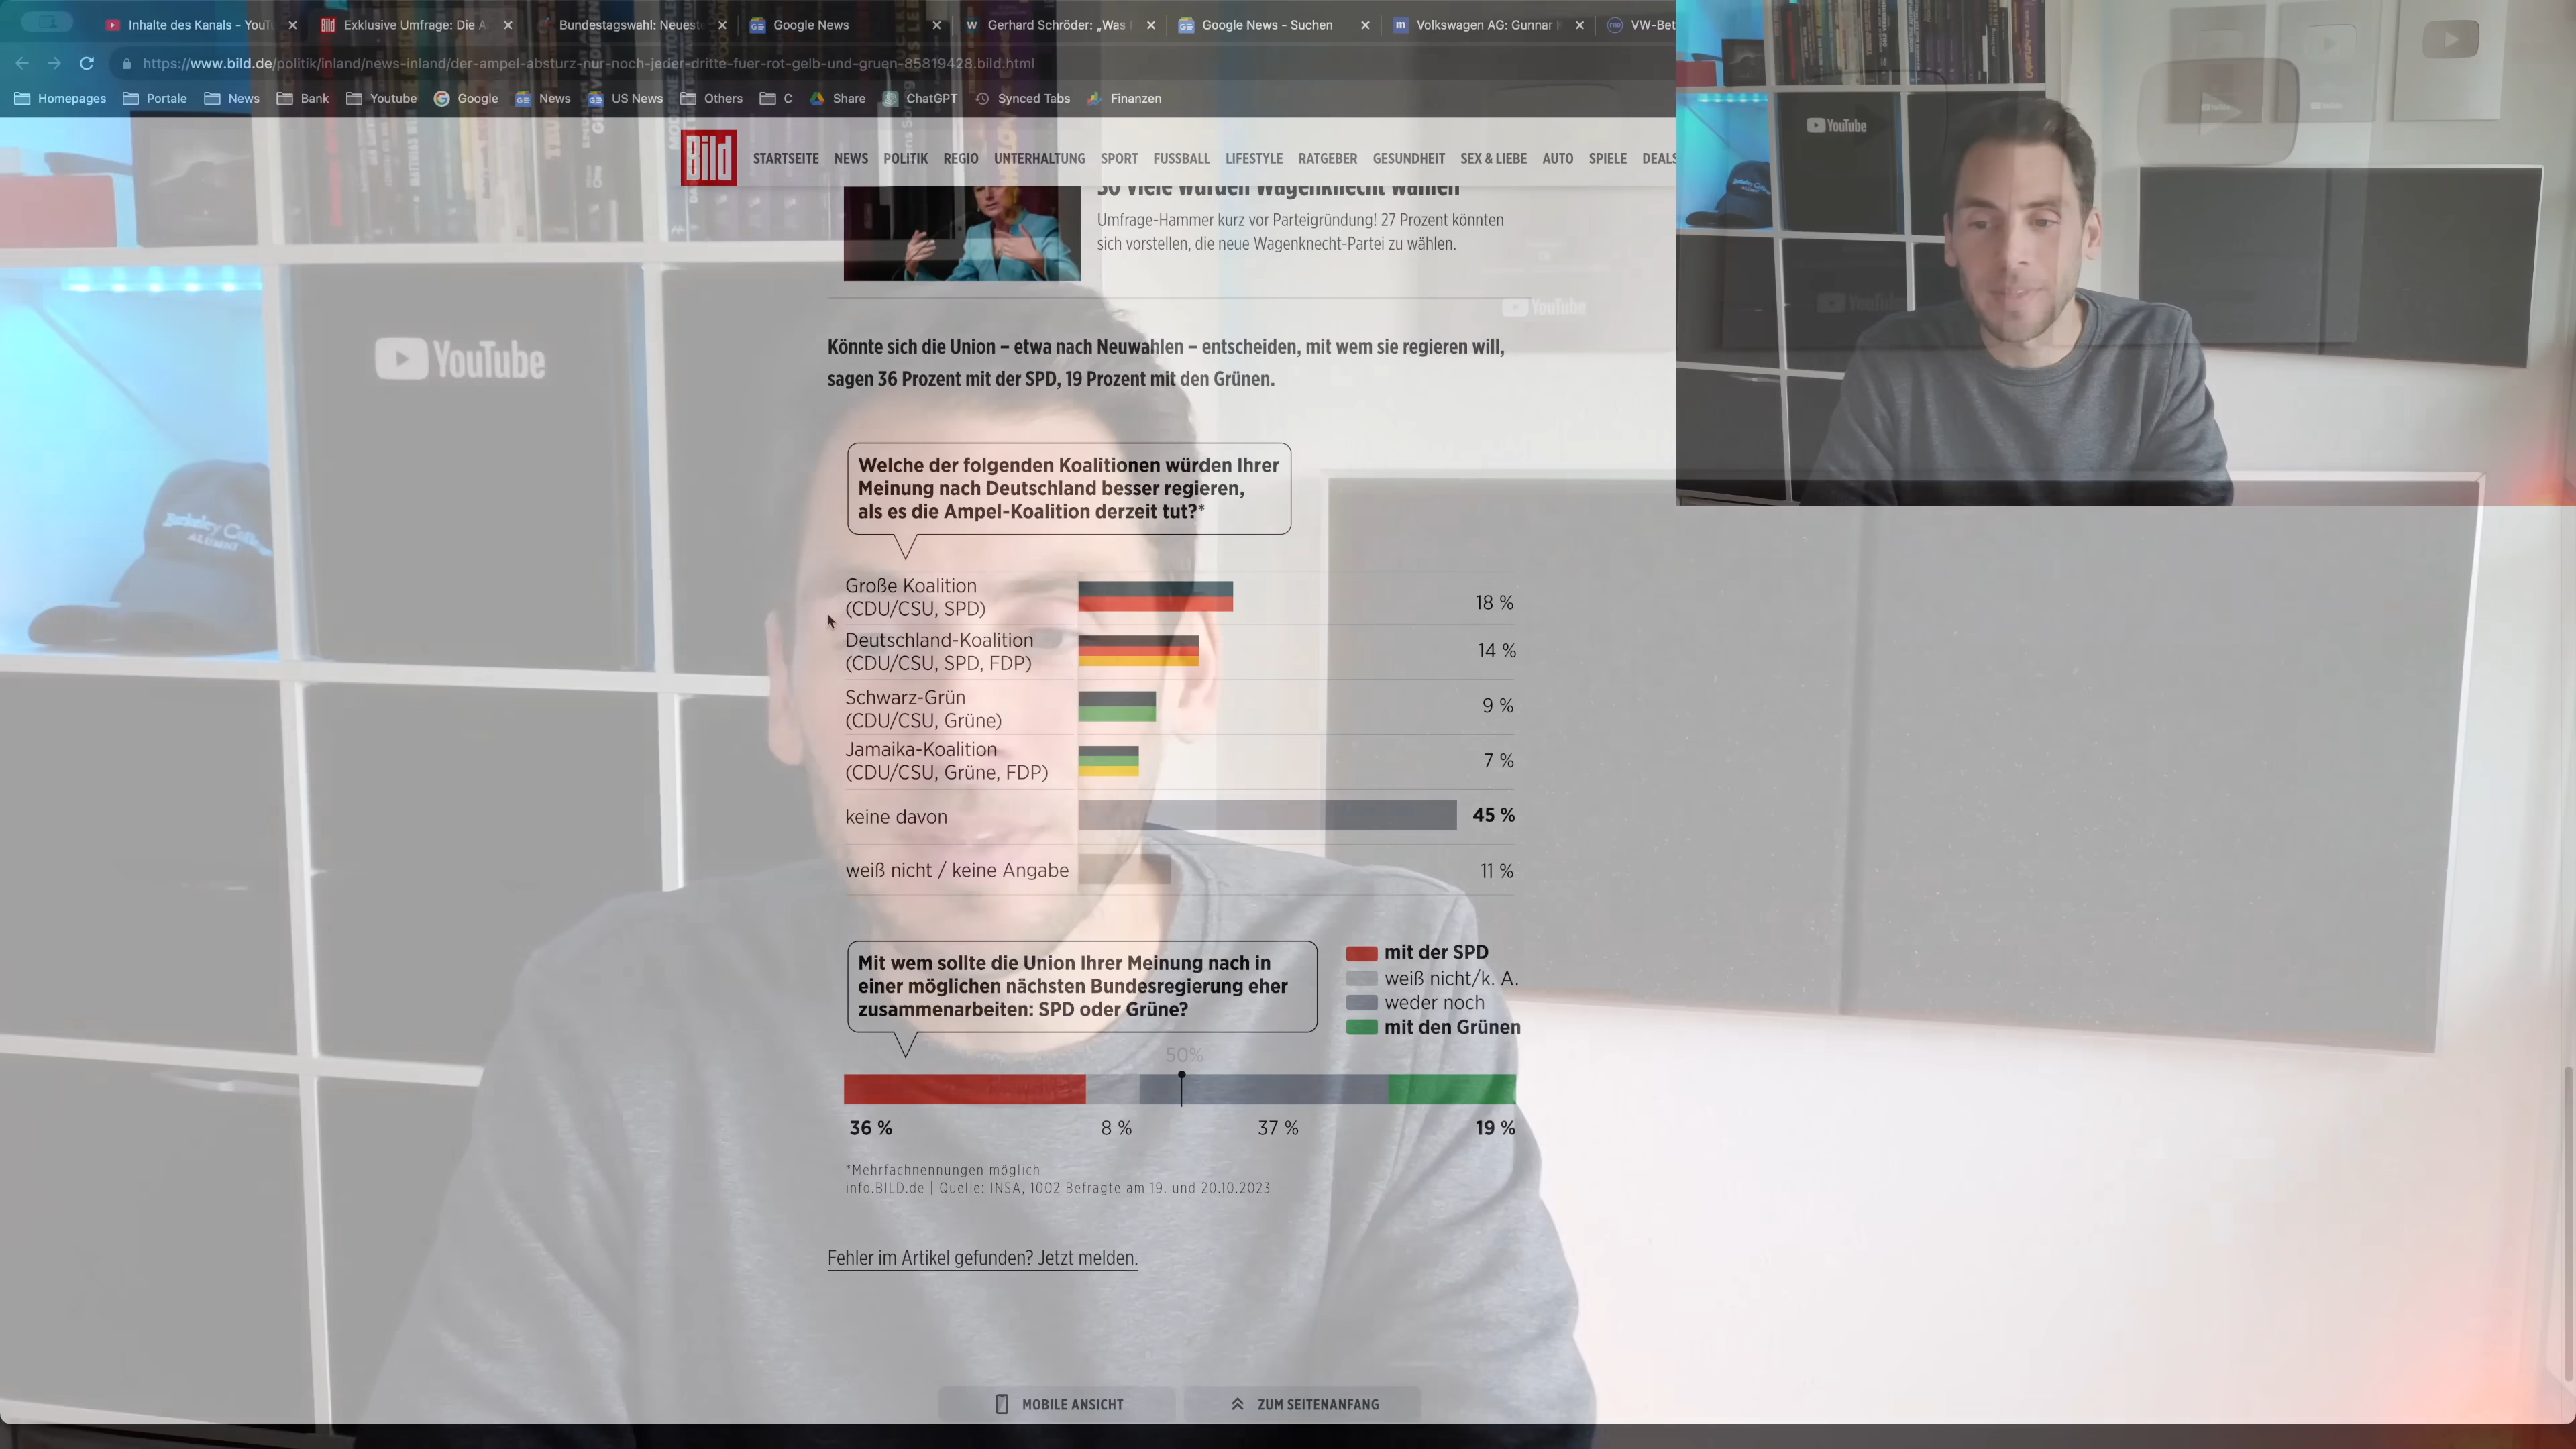 Inhalte des Kanals - YouT
Exklusive Umfrage: Die A
Bundestagswahl: Neueste
Google News
Gerhard Schröder: „Was
Google News - Suchen
Volkswagen AG: Gunnar
VW-Bet
https://www.bild.de/politik/inland/news-inland/der-ampel-absturz-nur-noch-jeder-dritte-fuer-rot-gelb-und-gruen-85819428.bild.html
Homepages
Portale
News
Bank
Youtube
Google
News
US News
Others
C
Share
ChatGPT
Synced Tabs
Finanzen
Bild
STARTSEITE NEWS POLITIK REGIO UNTERHALTUNG SPORT FUSSBALL LIFESTYLE RATGEBER GESUNDHEIT SEX & LIEBE AUTO SPIELE DEALS
So viele würden Wagenknecht wählen
Umfrage-Hammer kurz vor Parteigründung! 27 Prozent könnten
sich vorstellen, die neue Wagenknecht-Partei zu wählen.
Könnte sich die Union – etwa nach Neuwahlen – entscheiden, mit wem sie regieren will,
sagen 36 Prozent mit der SPD, 19 Prozent mit den Grünen.
Welche der folgenden Koalitionen würden Ihrer
Meinung nach Deutschland besser regieren,
als es die Ampel-Koalition derzeit tut?*
Große Koalition
(CDU/CSU, SPD)
18 %
Deutschland-Koalition
(CDU/CSU, SPD, FDP)
14 %
Schwarz-Grün
(CDU/CSU, Grüne)
9 %
Jamaika-Koalition
(CDU/CSU, Grüne, FDP)
7 %
keine davon
45 %
weiß nicht / keine Angabe
11 %
Mit wem sollte die Union Ihrer Meinung nach in
einer möglichen nächsten Bundesregierung eher
zusammenarbeiten: SPD oder Grüne?
mit der SPD
weiß nicht/k. A.
weder noch
mit den Grünen
50%
36 %
8 %
37 %
19 %
*Mehrfachnennungen möglich
info.BILD.de | Quelle: INSA, 1002 Befragte am 19. und 20.10.2023
Fehler im Artikel gefunden? Jetzt melden.
MOBILE ANSICHT
ZUM SEITENANFANG
YouTube
YouTube
YouTube
YouTube
Berkeley
ALUMNI